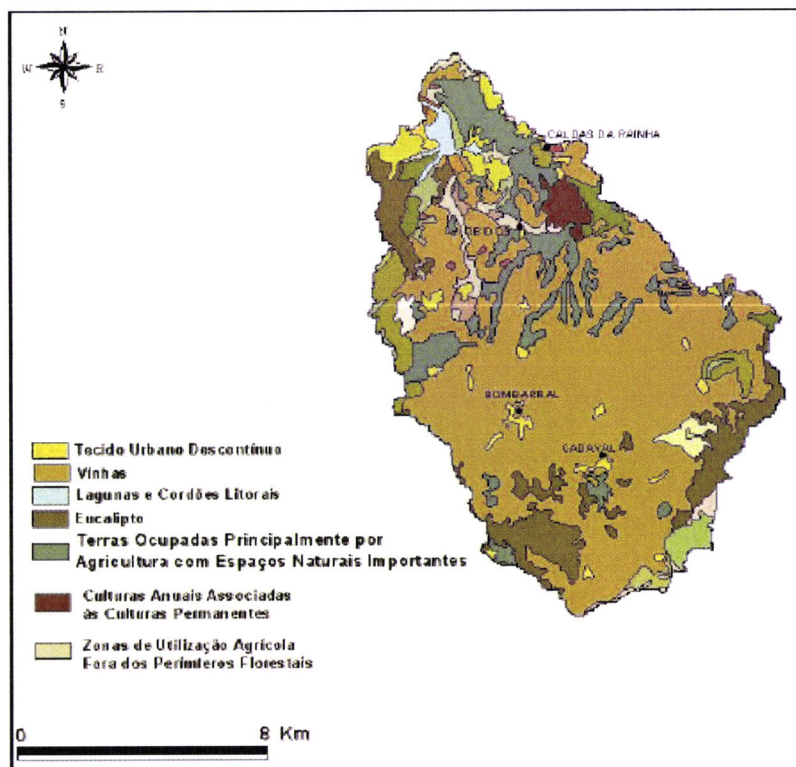 N
W R
S
CALDAS DA RAINHA
OBIDOS
BOMBARRAL
CADAVAL
Tecido Urbano Descontínuo
Vinhas
Lagunas e Cordões Litorais
Eucalipto
Terras Ocupadas Principalmente por
Agricultura com Espaços Naturais Importantes
Culturas Anuais Associadas
às Culturas Permanentes
Zonas de Utilização Agrícola
Fora dos Perímetros Florestais
0 8 Km